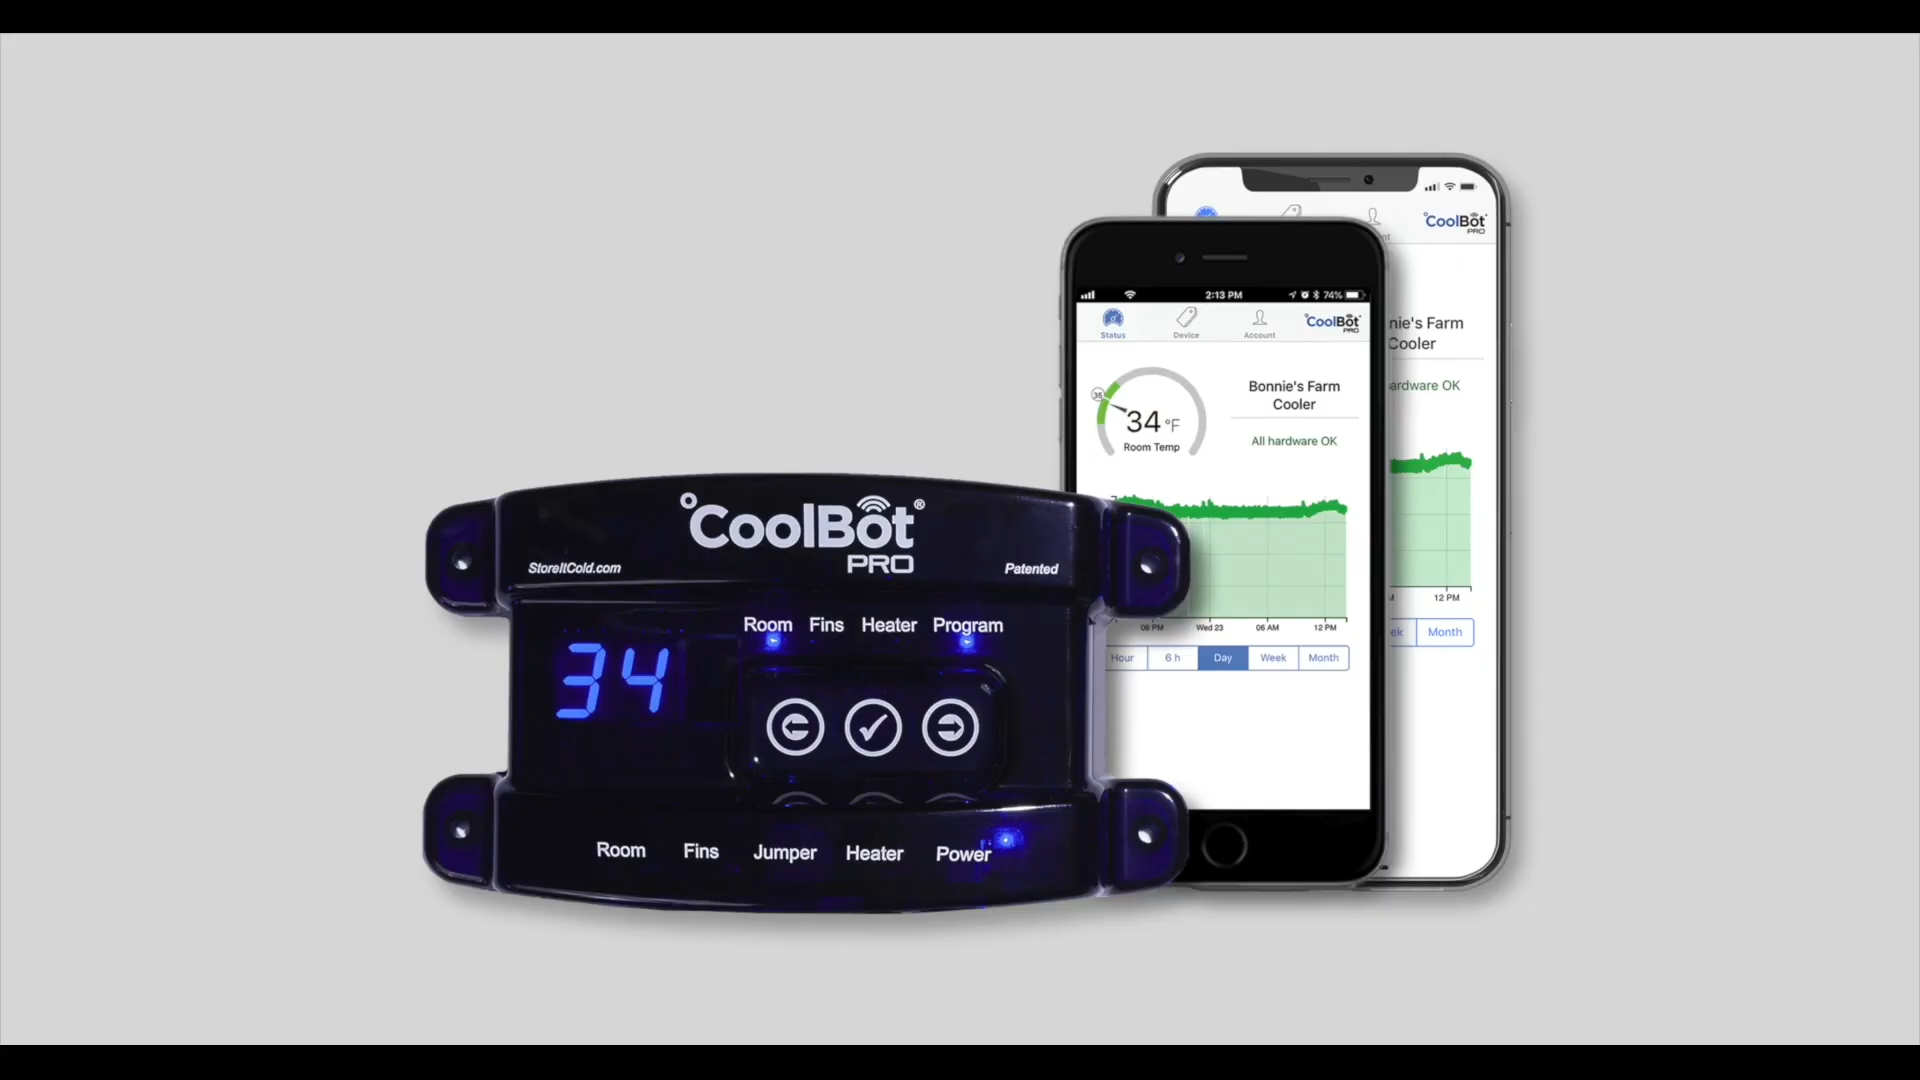 CoolBot®
PRO
StoreItCold.com
Patented
Room Fins Heater Program
34
Room Fins Jumper Heater Power
2:13 PM
74%
Status
Device
Account
CoolBot
PRO
35
34 °F
Room Temp
Bonnie's Farm
Cooler
All hardware OK
06 PM Wed 23 06 AM 12 PM
Hour 6 h Day Week Month
CoolBot
PRO
nie's Farm
Cooler
ardware OK
12 PM
ek Month